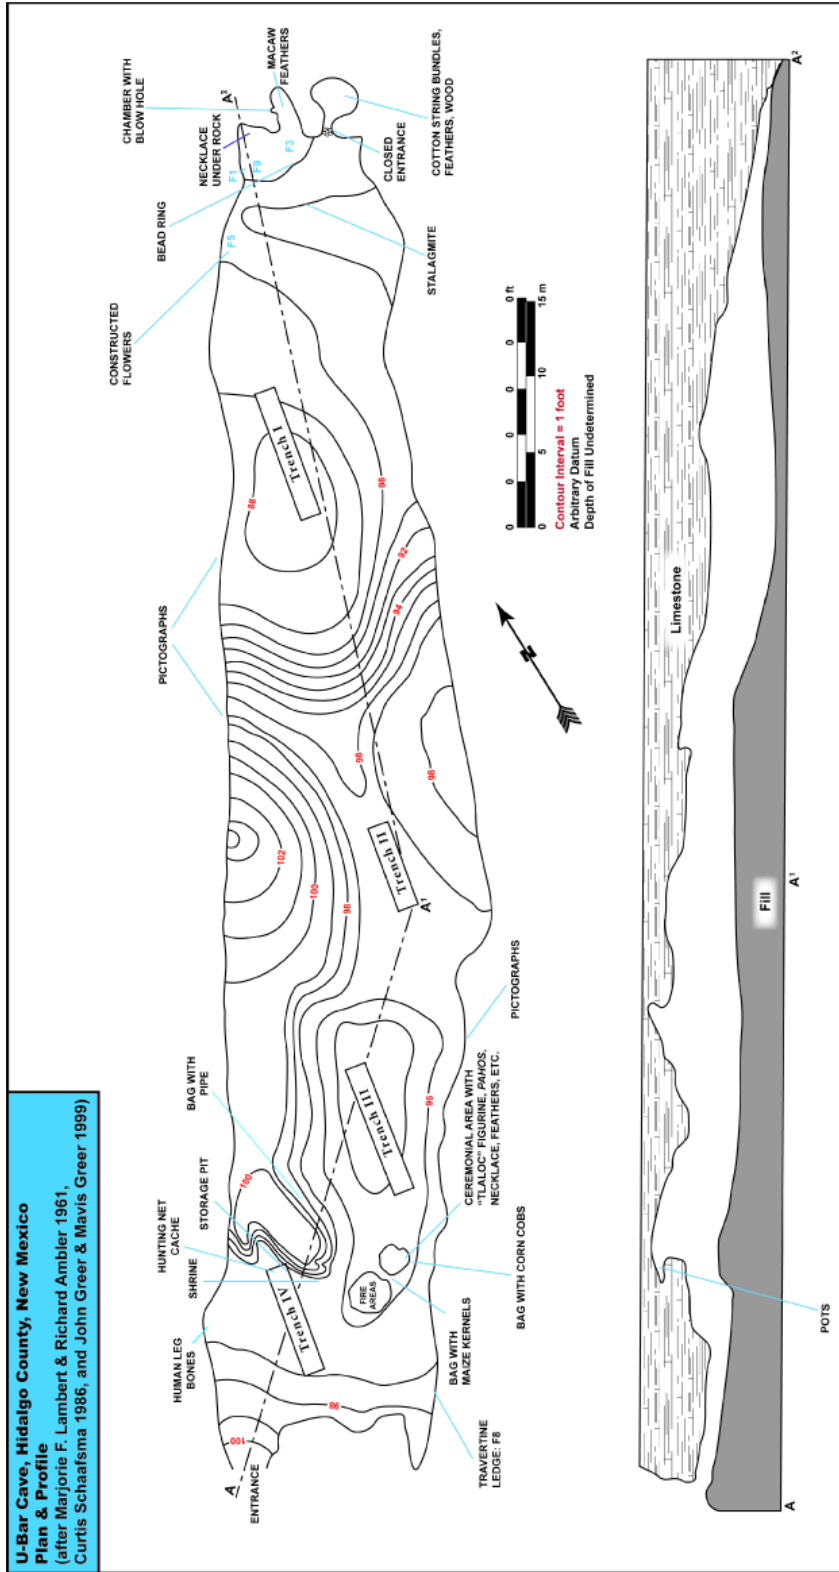 U-Bar Cave, Hidalgo County, New Mexico
Plan & Profile
(after Marjorie F. Lambert & Richard Ambler 1961,
Curtis Schaafsma 1986, and John Greer & Mavis Greer 1999)
HUMAN LEG
BONES
SHRINE
HUNTING NET
CACHE
STORAGE PIT
BAG WITH
PIPE
PICTOGRAPHS
CONSTRUCTED
FLOWERS
BEAD RING
NECKLACE
UNDER ROCK
CHAMBER WITH
BLOW HOLE
MACAW
FEATHERS
A
ENTRANCE
100
98
Trench IV
100
FIRE
AREAS
Trench III
96
98
100
102
A¹
Trench II
96
98
94
92
98
88
Trench I
F5
F1
F9
F3
A²
TRAVERTINE
LEDGE: F8
BAG WITH
MAIZE KERNELS
BAG WITH CORN COBS
CEREMONIAL AREA WITH
"TLALOC" FIGURINE, PAHOS,
NECKLACE, FEATHERS, ETC.
PICTOGRAPHS
STALAGMITE
CLOSED
ENTRANCE
COTTON STRING BUNDLES,
FEATHERS, WOOD
N
0 0 0 0 0 0 ft
0 5 10 15 m
Contour Interval = 1 foot
Arbitrary Datum
Depth of Fill Undetermined
Limestone
Fill
POTS
A
A¹
A²